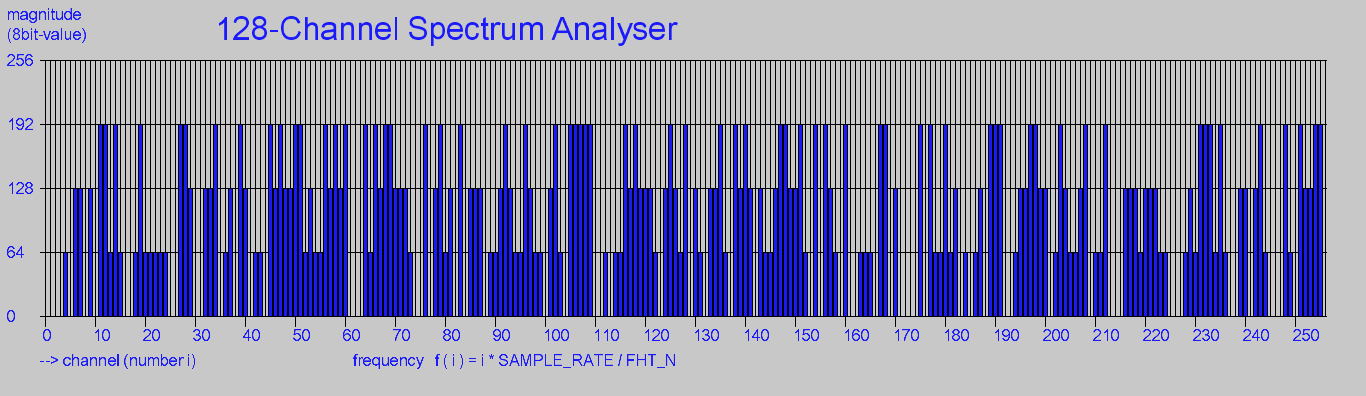 magnitude
(8bit-value)
128-Channel Spectrum Analyser
256
192
128
64
0
0 10 20 30 40 50 60 70 80 90 100 110 120 130 140 150 160 170 180 190 200 210 220 230 240 250
--> channel (number i) frequency f ( i ) = i * SAMPLE_RATE / FHT_N